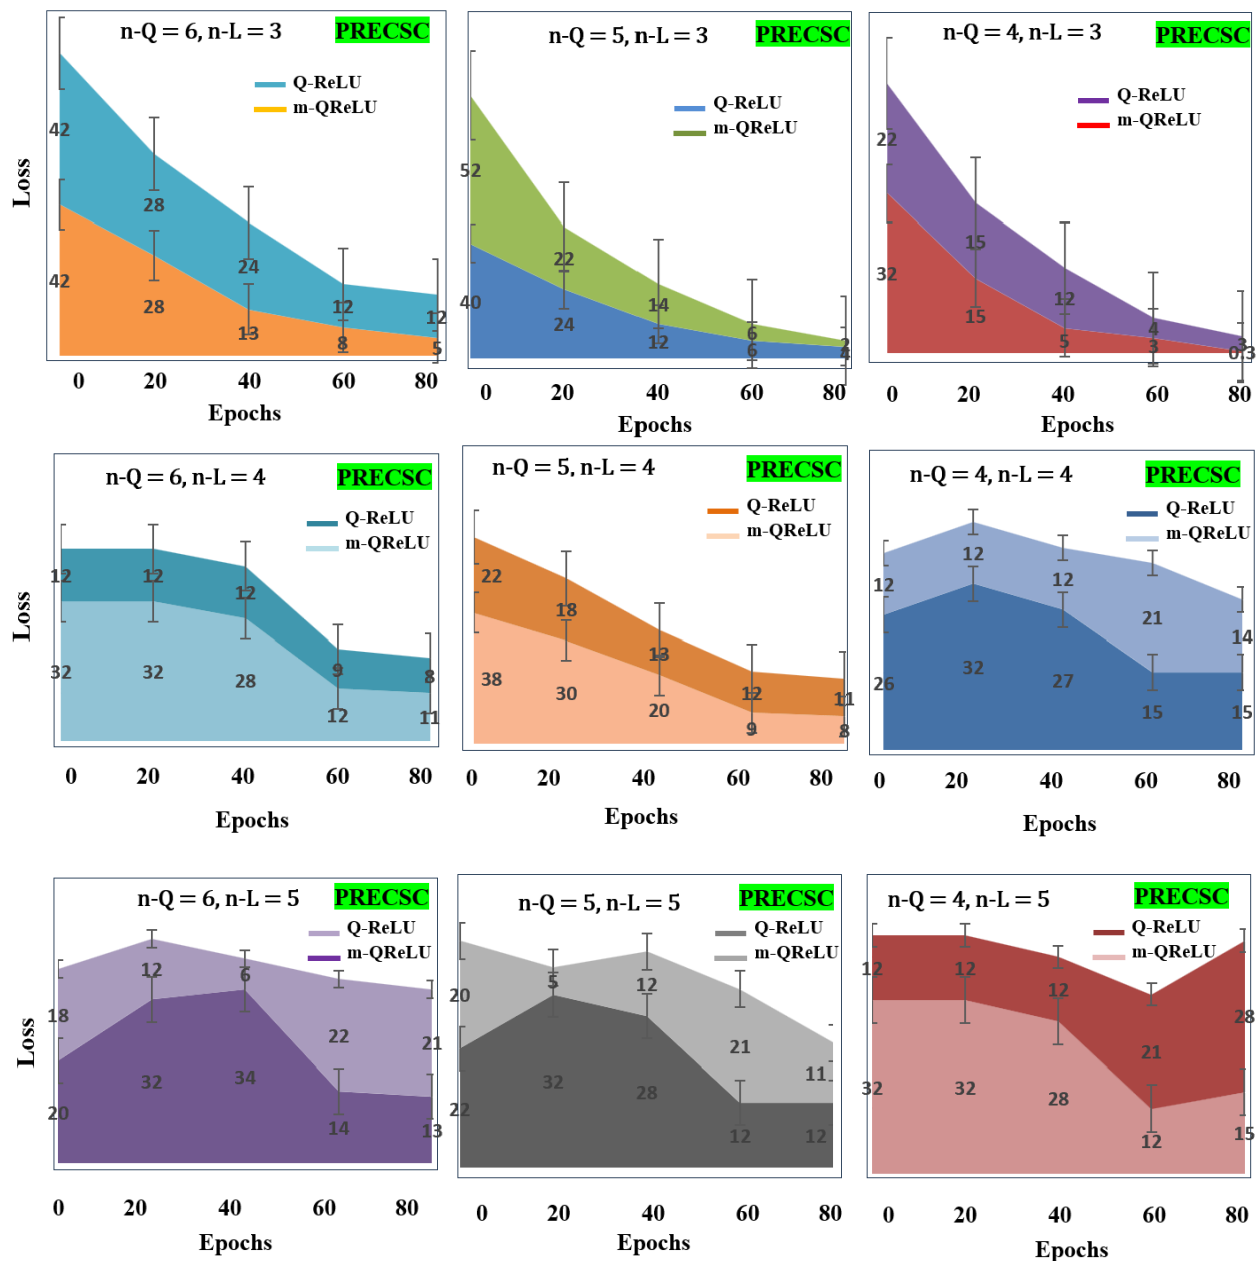 n-Q = 6, n-L = 3 PRECSC
Q-ReLU
m-QReLU
Loss
42
28
24
12
12
42
28
13
8
5
0 20 40 60 80
Epochs
n-Q = 5, n-L = 3 PRECSC
Q-ReLU
m-QReLU
52
22
14
6
2
40
24
12
6
4
0 20 40 60 80
Epochs
n-Q = 4, n-L = 3 PRECSC
Q-ReLU
m-QReLU
22
15
12
4
3
32
15
5
3
0.3
0 20 40 60 80
Epochs
n-Q = 6, n-L = 4 PRECSC
Q-ReLU
m-QReLU
Loss
12
12
12
9
8
32
32
28
12
11
0 20 40 60 80
Epochs
n-Q = 5, n-L = 4 PRECSC
Q-ReLU
m-QReLU
22
18
13
12
11
38
30
20
9
8
0 20 40 60 80
Epochs
n-Q = 4, n-L = 4 PRECSC
Q-ReLU
m-QReLU
12
12
12
21
14
26
32
27
15
15
0 20 40 60 80
Epochs
n-Q = 6, n-L = 5 PRECSC
Q-ReLU
m-QReLU
Loss
18
12
6
22
21
20
32
34
14
13
0 20 40 60 80
Epochs
n-Q = 5, n-L = 5 PRECSC
Q-ReLU
m-QReLU
20
5
12
21
11
22
32
28
12
12
0 20 40 60 80
Epochs
n-Q = 4, n-L = 5 PRECSC
Q-ReLU
m-QReLU
12
12
12
21
28
32
32
28
12
15
0 20 40 60 80
Epochs